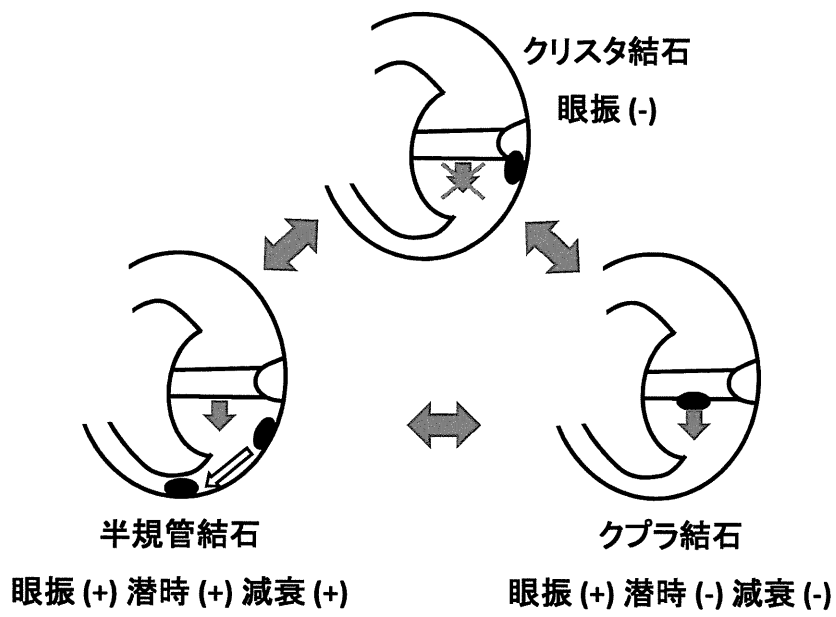 クリスタ結石
眼振 (-)
半規管結石
眼振 (+) 潜時 (+) 減衰 (+)
クプラ結石
眼振 (+) 潜時 (-) 減衰 (-)